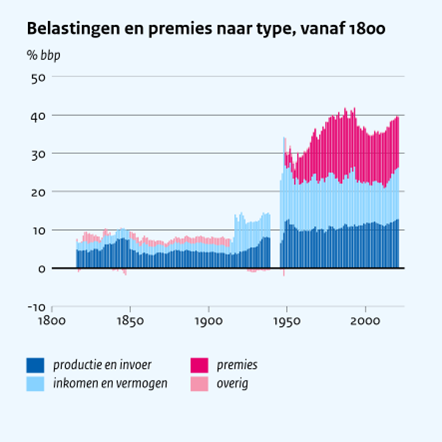 Belastingen en premies naar type, vanaf 1800
% bbp
50
40
30
20
10
0
-10
1800 1850 1900 1950 2000
productie en invoer premies
inkomen en vermogen overig